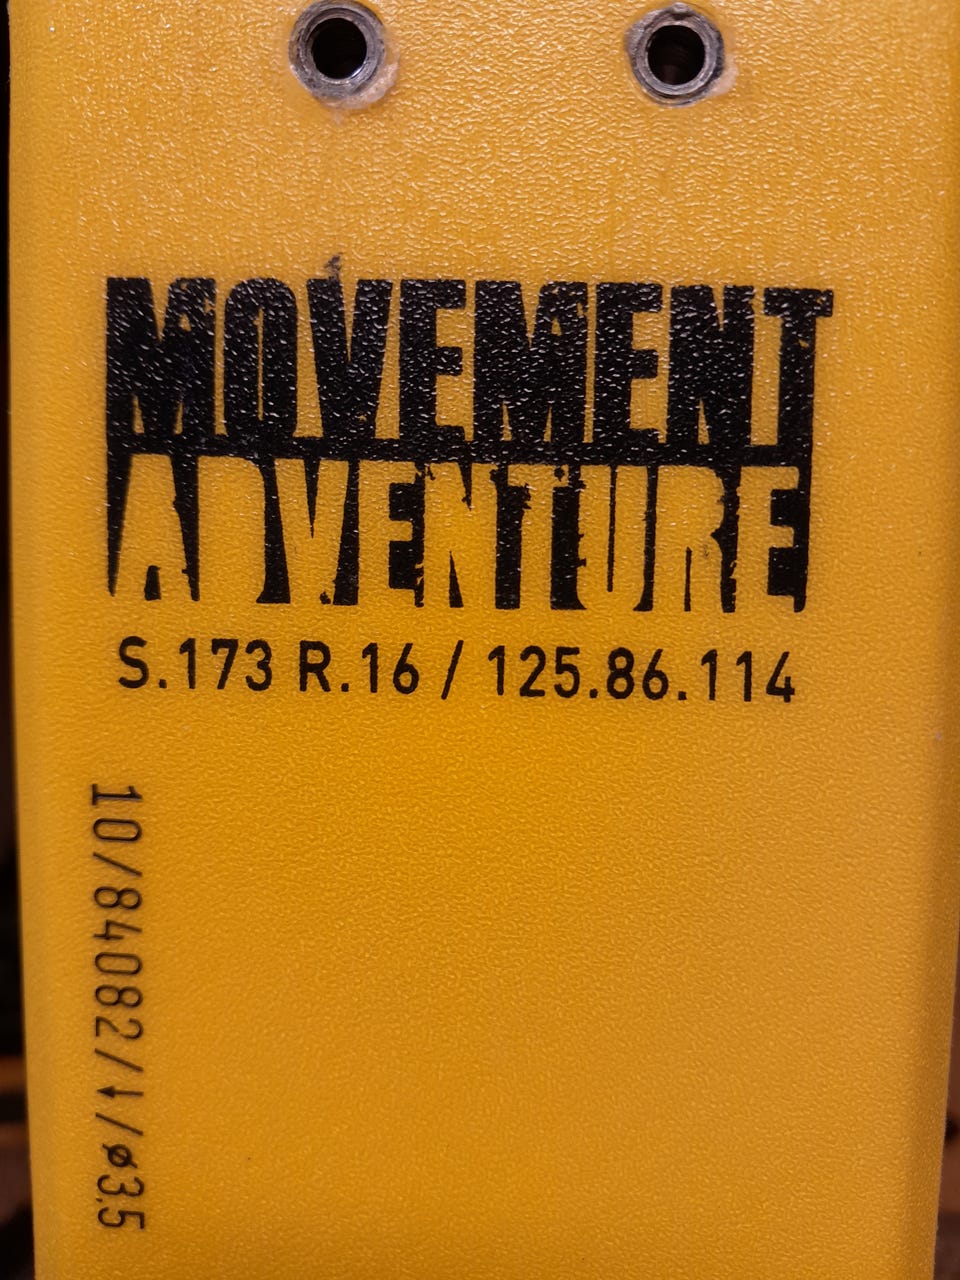 MOVEMENT
ADVENTURE
S.173 R.16 / 125.86.114
10/84082/↓/ø3.5